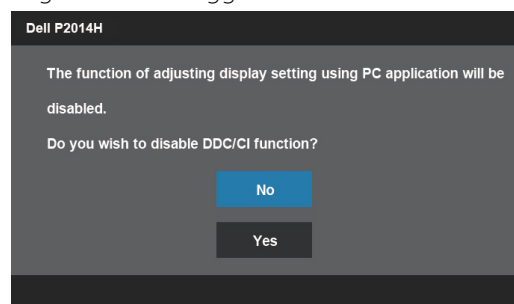 Dell P2014H
The function of adjusting display setting using PC application will be
disabled.
Do you wish to disable DDC/CI function?
No
Yes